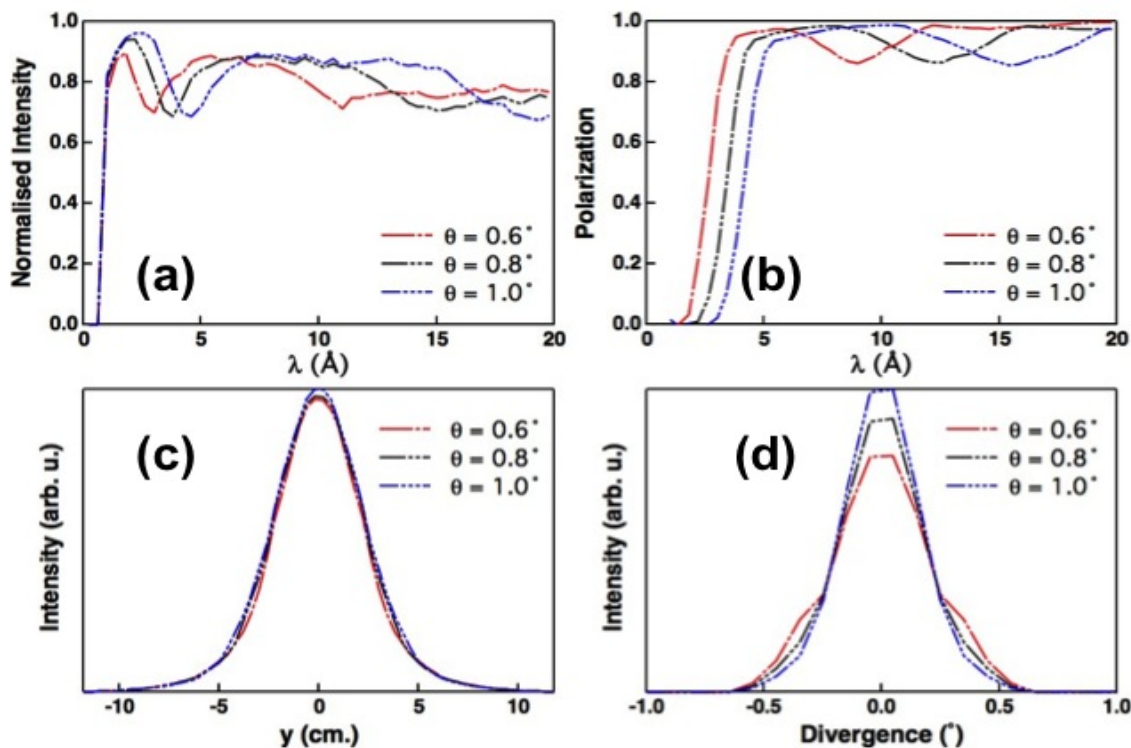 Normalised Intensity
1.0
0.8
0.6
0.4
0.2
0.0
0
5
10
15
20
λ (Å)
(a)
θ = 0.6°
θ = 0.8°
θ = 1.0°
Polarization
1.0
0.8
0.6
0.4
0.2
0.0
0
5
10
15
20
λ (Å)
(b)
θ = 0.6°
θ = 0.8°
θ = 1.0°
Intensity (arb. u.)
(c)
θ = 0.6°
θ = 0.8°
θ = 1.0°
-10
-5
0
5
10
y (cm.)
Intensity (arb. u.)
(d)
θ = 0.6°
θ = 0.8°
θ = 1.0°
-1.0
-0.5
0.0
0.5
1.0
Divergence (°)